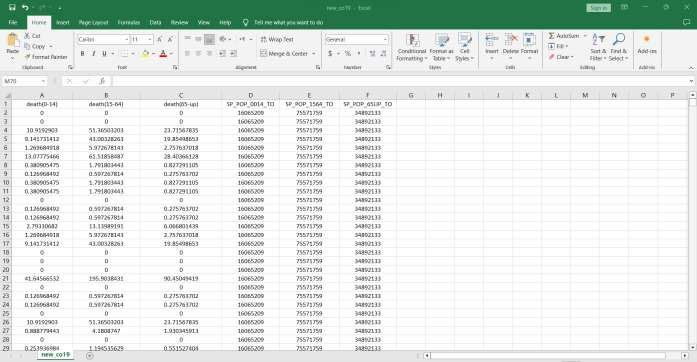 new_co19 - Excel
Sign in
File Home Insert Page Layout Formulas Data Review View Help Tell me what you want to do
Paste Cut Copy Format Painter Clipboard
Calibri 11 B I U Font
Wrap Text Merge & Center Alignment
General $ % Number
Conditional Formatting Format as Table Cell Styles Styles
Insert Delete Format Cells
AutoSum Fill Clear Sort & Filter Find & Select Editing
Add-ins Add-ins
M70 fx
A B C D E F G H I J K L M N O P
1 death(0-14) death(15-64) death(65-up) SP_POP_0014_TO SP_POP_1564_TO SP_POP_65UP_TO
2 0 0 0 16065209 75571759 34892133
3 0 0 0 16065209 75571759 34892133
4 10.9192903 51.36503203 23.71567835 16065209 75571759 34892133
5 9.141731412 43.00328263 19.85498653 16065209 75571759 34892133
6 1.269684918 5.972678143 2.757637018 16065209 75571759 34892133
7 13.07775466 61.51858487 28.40366128 16065209 75571759 34892133
8 0.380905475 1.791803443 0.827291105 16065209 75571759 34892133
9 0.126968492 0.597267814 0.275763702 16065209 75571759 34892133
10 0.380905475 1.791803443 0.827291105 16065209 75571759 34892133
11 0.380905475 1.791803443 0.827291105 16065209 75571759 34892133
12 0 0 0 16065209 75571759 34892133
13 0.126968492 0.597267814 0.275763702 16065209 75571759 34892133
14 0.126968492 0.597267814 0.275763702 16065209 75571759 34892133
15 2.79330682 13.13989191 6.066801439 16065209 75571759 34892133
16 1.269684918 5.972678143 2.757637018 16065209 75571759 34892133
17 9.141731412 43.00328263 19.85498653 16065209 75571759 34892133
18 0 0 0 16065209 75571759 34892133
19 0 0 0 16065209 75571759 34892133
20 0 0 0 16065209 75571759 34892133
21 41.64566532 195.9038431 90.45049419 16065209 75571759 34892133
22 0 0 0 16065209 75571759 34892133
23 0.126968492 0.597267814 0.275763702 16065209 75571759 34892133
24 0.126968492 0.597267814 0.275763702 16065209 75571759 34892133
25 0 0 0 16065209 75571759 34892133
26 10.9192903 51.36503203 23.71567835 16065209 75571759 34892133
27 0.888779443 4.1808747 1.930345913 16065209 75571759 34892133
28 0 0 0 16065209 75571759 34892133
29 0.253936984 1.194535629 0.551527404 16065209 75571759 34892133
new_co19